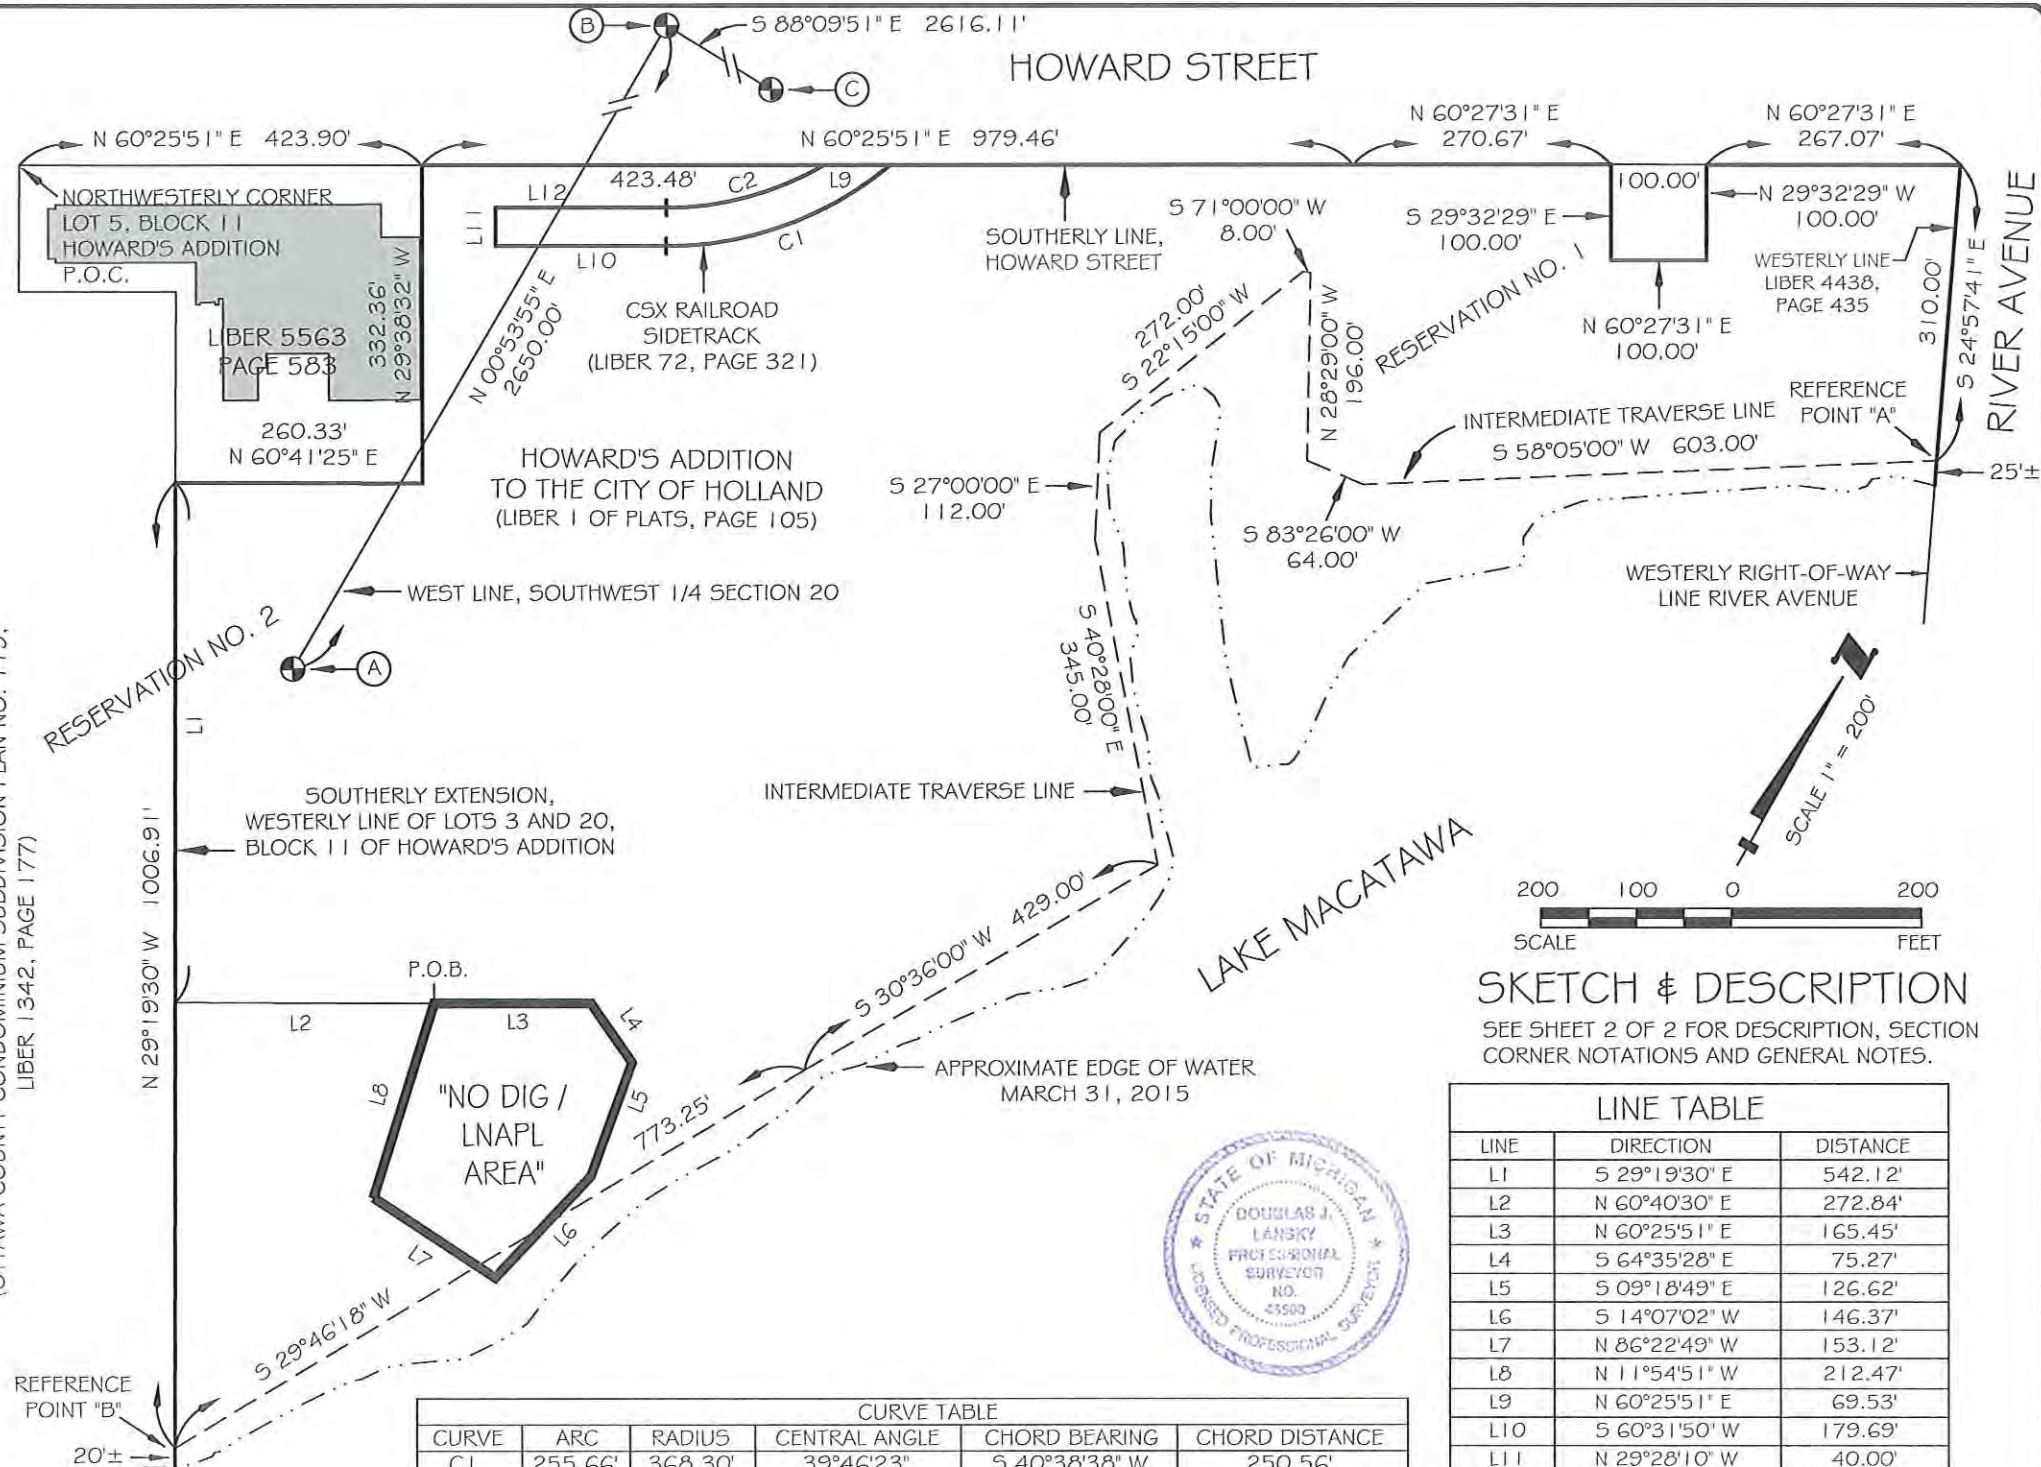 B
S 88°09'51" E 2616.11'
C
HOWARD STREET
N 60°25'51" E 423.90'
N 60°25'51" E 979.46'
N 60°27'31" E
270.67'
N 60°27'31" E
267.07'
NORTHWESTERLY CORNER
LOT 5, BLOCK 11
HOWARD'S ADDITION
P.O.C.
LIBER 5563
PAGE 583
332.36'
N 29°38'32" W
260.33'
N 60°41'25" E
L12
423.48'
C2
L9
L11
L10
C1
CSX RAILROAD
SIDETRACK
(LIBER 72, PAGE 321)
N 00°53'55" E
2650.00'
SOUTHERLY LINE,
HOWARD STREET
S 71°00'00" W
8.00'
S 29°32'29" E
100.00'
100.00'
N 29°32'29" W
100.00'
WESTERLY LINE
LIBER 4438,
PAGE 435
N 60°27'31" E
100.00'
310.00'
S 24°57'41" E
RIVER AVENUE
RESERVATION NO. 1
272.00'
S 22°15'00" W
N 28°29'00" W
196.00'
REFERENCE
POINT "A"
INTERMEDIATE TRAVERSE LINE
S 58°05'00" W 603.00'
25'±
HOWARD'S ADDITION
TO THE CITY OF HOLLAND
(LIBER 1 OF PLATS, PAGE 105)
S 27°00'00" E
112.00'
S 83°26'00" W
64.00'
WESTERLY RIGHT-OF-WAY
LINE RIVER AVENUE
WEST LINE, SOUTHWEST 1/4 SECTION 20
A
RESERVATION NO. 2
L1
S 40°28'00" E
345.00'
N
SCALE 1" = 200'
LIBER 1342, PAGE 177)
N 29°19'30" W 1006.91'
SOUTHERLY EXTENSION,
WESTERLY LINE OF LOTS 3 AND 20,
BLOCK 11 OF HOWARD'S ADDITION
INTERMEDIATE TRAVERSE LINE
LAKE MACATAWA
200 100 0 200
SCALE FEET
SKETCH & DESCRIPTION
SEE SHEET 2 OF 2 FOR DESCRIPTION, SECTION
CORNER NOTATIONS AND GENERAL NOTES.
S 30°36'00" W 429.00'
P.O.B.
L2
L3
L4
L5
L6
L7
L8
"NO DIG /
LNAPL
AREA"
773.25'
APPROXIMATE EDGE OF WATER
MARCH 31, 2015
S 29°46'18" W
REFERENCE
POINT "B"
20'±
STATE OF MICHIGAN
DOUGLAS J.
LANSKY
PROFESSIONAL
SURVEYOR
NO.
LICENSED PROFESSIONAL SURVEYOR
LINE TABLE
LINE DIRECTION DISTANCE
L1 S 29°19'30" E 542.12'
L2 N 60°40'30" E 272.84'
L3 N 60°25'51" E 165.45'
L4 S 64°35'28" E 75.27'
L5 S 09°18'49" E 126.62'
L6 S 14°07'02" W 146.37'
L7 N 86°22'49" W 153.12'
L8 N 11°54'51" W 212.47'
L9 N 60°25'51" E 69.53'
L10 S 60°31'50" W 179.69'
L11 N 29°28'10" W 40.00'
CURVE TABLE
CURVE ARC RADIUS CENTRAL ANGLE CHORD BEARING CHORD DISTANCE
C1 255.66' 368.30' 39°46'23" S 40°38'38" W 250.56'